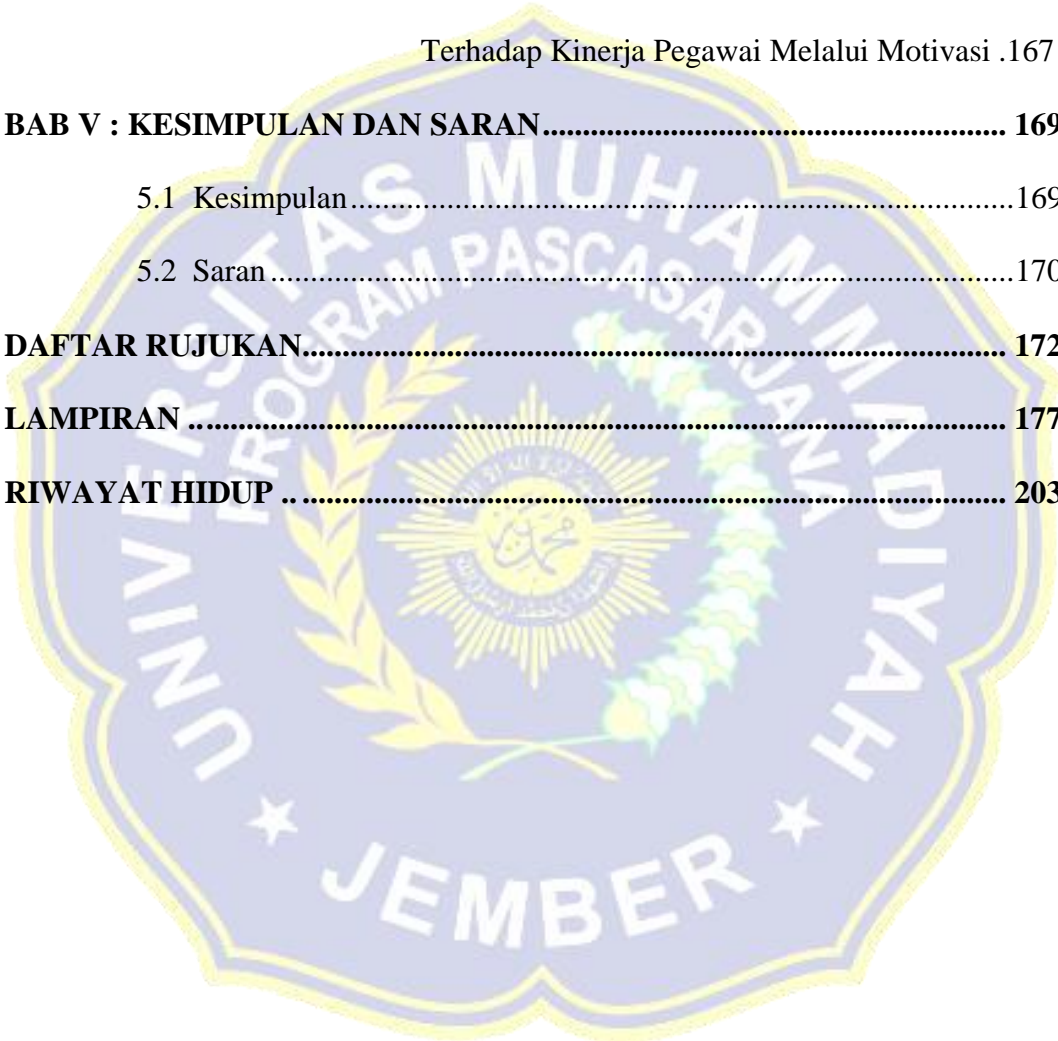 Terhadap Kinerja Pegawai Melalui Motivasi .167
BAB V : KESIMPULAN DAN SARAN........................................................................ 169
5.1 Kesimpulan....................................................................................169
5.2 Saran..............................................................................................170
DAFTAR RUJUKAN........................................................................................... 172
LAMPIRAN ......................................................................................................... 177
RIWAYAT HIDUP .. .......................................................................................... 203
UNIVERSITAS MUHAMMADIYAH
PROGRAM PASCASARJANA
محمد
JEMBER